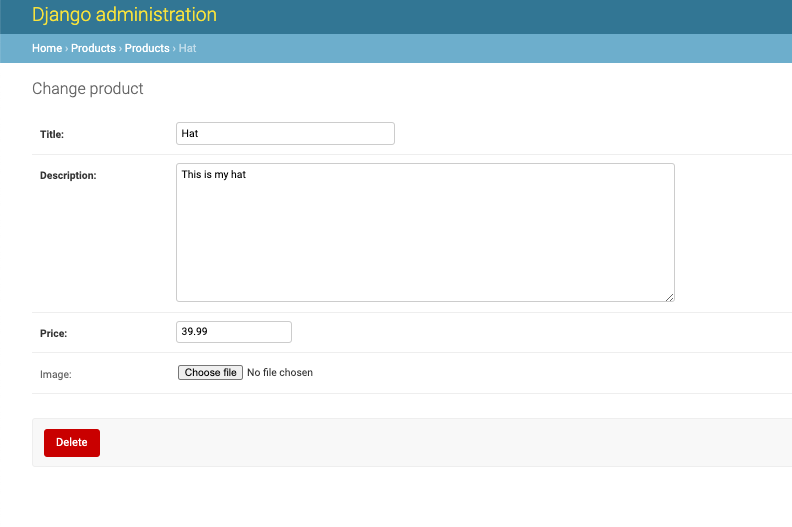 Django administration
Home › Products › Products › Hat
Change product
Title: Hat
Description: This is my hat
Price: 39.99
Image: Choose file No file chosen
Delete